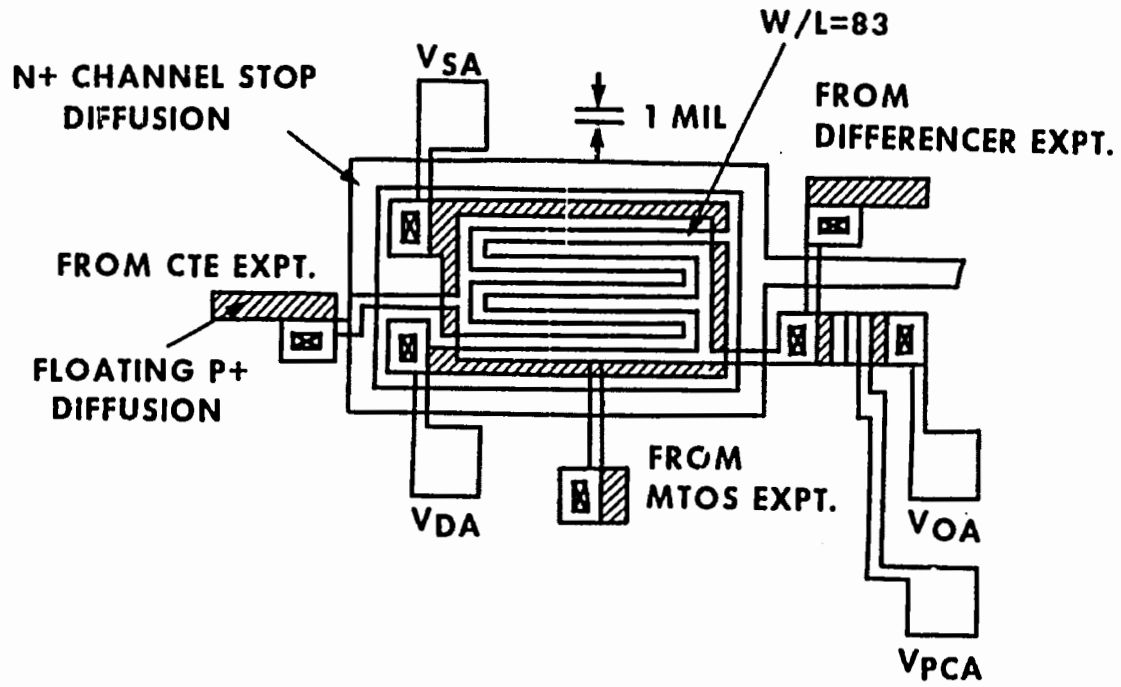 W/L=83
VSA
N+ CHANNEL STOP
DIFFUSION
1 MIL
FROM
DIFFERENCER EXPT.
FROM CTE EXPT.
FLOATING P+
DIFFUSION
FROM
MTOS EXPT.
VDA
VOA
VPCA